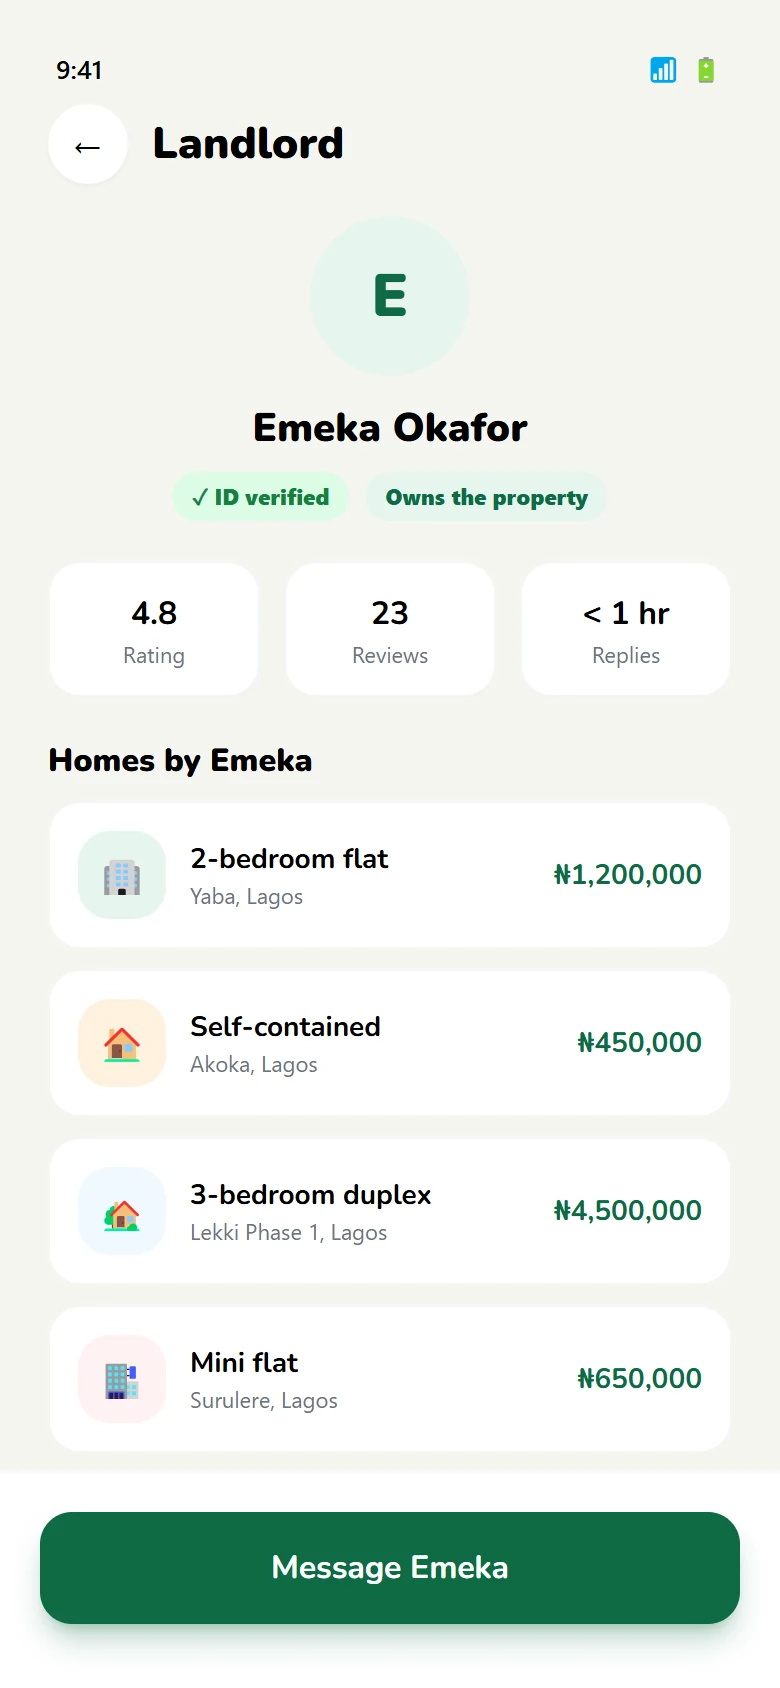 9:41
← Landlord
E
Emeka Okafor
✓ ID verified Owns the property
4.8 23 < 1 hr
Rating Reviews Replies
Homes by Emeka
2-bedroom flat
Yaba, Lagos
₦1,200,000
Self-contained
Akoka, Lagos
₦450,000
3-bedroom duplex
Lekki Phase 1, Lagos
₦4,500,000
Mini flat
Surulere, Lagos
₦650,000
Message Emeka